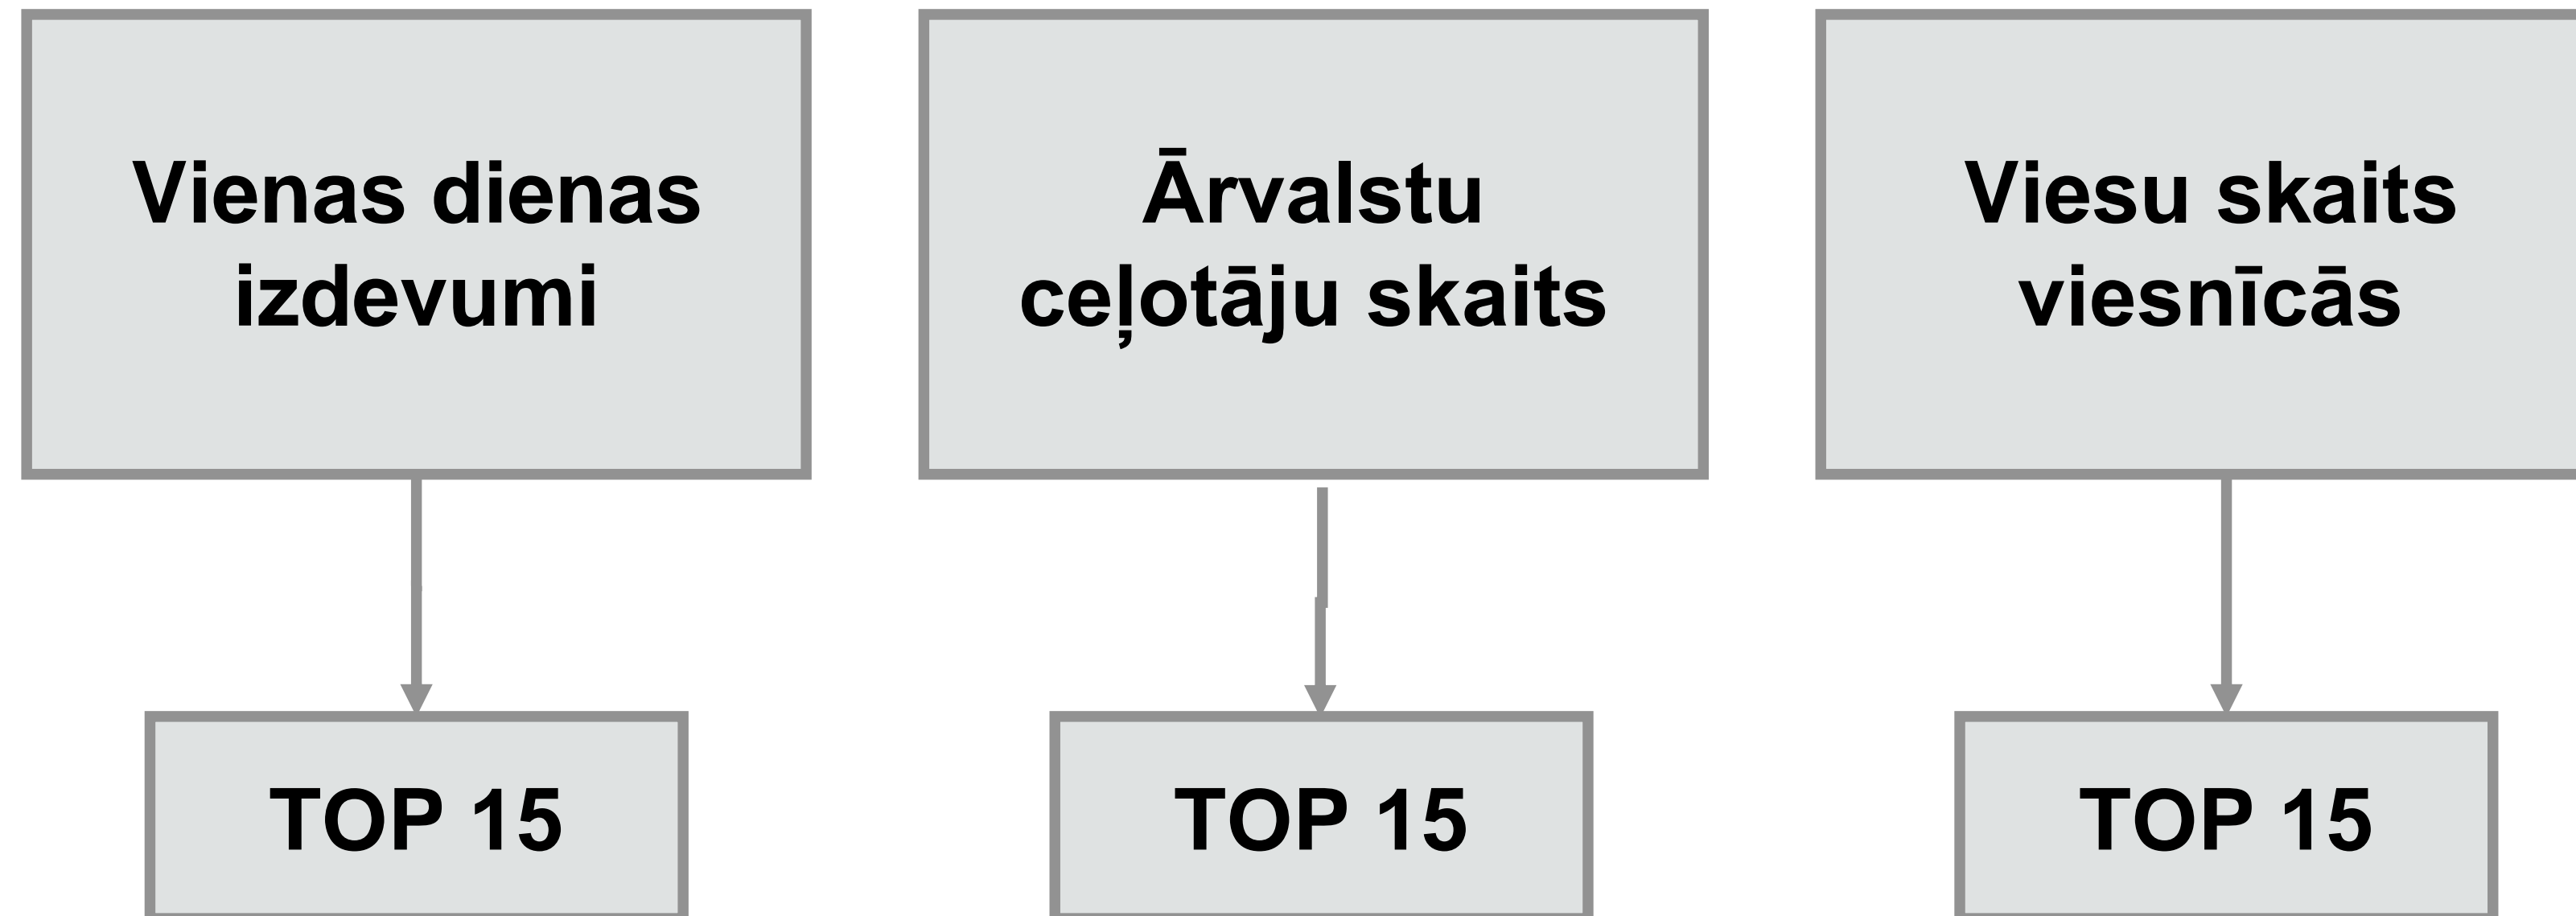 Vienas dienas
izdevumi
Ārvalstu
ceļotāju skaits
Viesu skaits
viesnīcās
TOP 15
TOP 15
TOP 15